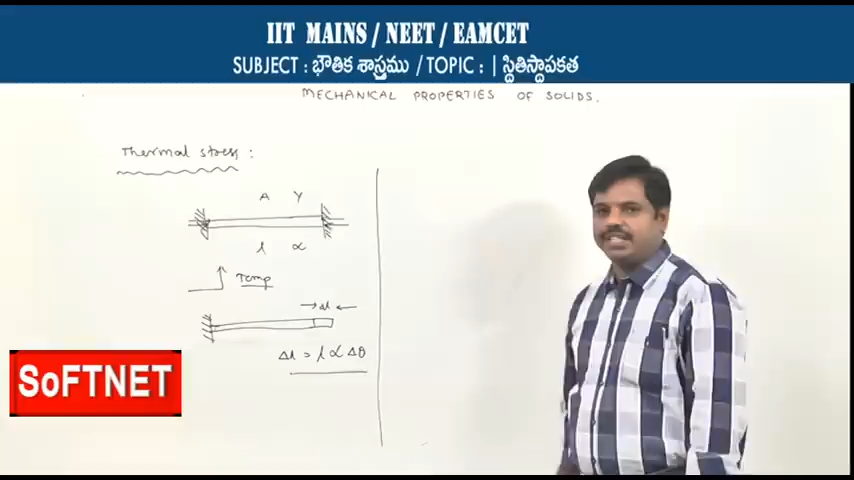 IIT MAINS / NEET / EAMCET
SUBJECT : భౌతిక శాస్త్రము / TOPIC : | స్థితిస్థాపకత
MECHANICAL PROPERTIES OF SOLIDS.
Thermal stress :
A Y
l α
Temp
Δl
Δl = l α Δθ
SoFTNET